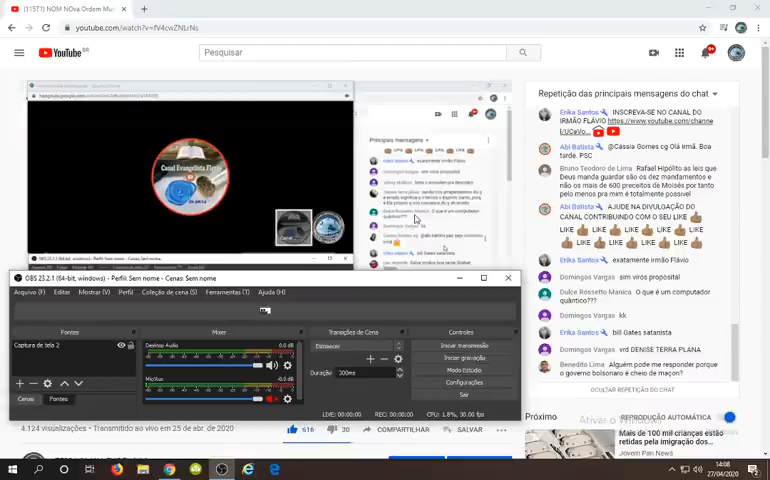 (11571) NOM NOva Ordem Mu
youtube.com/watch?v=fV4cwZNLrNs
YouTube BR
Pesquisar
9+
Repetição das principais mensagens do chat
Erika Santos INSCREVA-SE NO CANAL DO
IRMÃO FLÁVIO https://www.youtube.com/channe
l/UCeVo
Abi Batista @Cássia Gomes cg Olá irmã. Boa
tarde. PSC
Bruno Teodoro de Lima Rafael Hipólito as leis que
Deus manda guardar são os dez mandamentos e
não os mais de 600 preceitos de Moisés por tanto
pelo menos pra mim é totalmente possivel
Abi Batista AJUDE NA DIVULGAÇÃO DO
CANAL CONTRIBUINDO COM O SEU LIKE
LIKE LIKE LIKE LIKE LIKE
LIKE LIKE LIKE LIKE LIKE
Erika Santos exatamente irmão Flávio
Domingos Vargas sim viros proposital
Dulce Rossetto Manica O que é um computador
quântico???
Domingos Vargas kk
Erika Santos bill Gates satanista
Domingos Vargas vrd DENISE TERRA PLANA
Benedito Lima Alguém pode me responder porque
o governo bolsonaro é cheio de maçon?
OCULTAR REPETIÇÃO DO CHAT
Principais mensagens
exatamente irmão Flávio
Canal Evangelista Flavio
OBS 23.2.1 (64-bit, windows) - Perfil: Sem nome - Cenas: Sem nome
Arquivo (F) Editar Mostrar (V) Perfil Coleção de cena (S) Ferramentas (T) Ajuda (H)
Fontes Mixer Transições de Cena Controles
Captura de tela 2
Desktop Audio 0.0 dB
Mic/Aux -0.0 dB
Esmaecer
Duração 300ms
Iniciar transmissão
Iniciar gravação
Modo Estúdio
Configurações
Sair
Cenas Fontes
LIVE: 00:00:00 REC: 00:00:00 CPU: 1.8%, 30.00 fps
4.124 visualizações • Transmitido ao vivo em 25 de abr. de 2020
616 30 COMPARTILHAR SALVAR
Próximo
REPRODUÇÃO AUTOMÁTICA
Ativar o Windows
Mais de 100 mil crianças estão
retidas pela imigração dos...
Jovem Pan News
14:08
27/04/2020
2